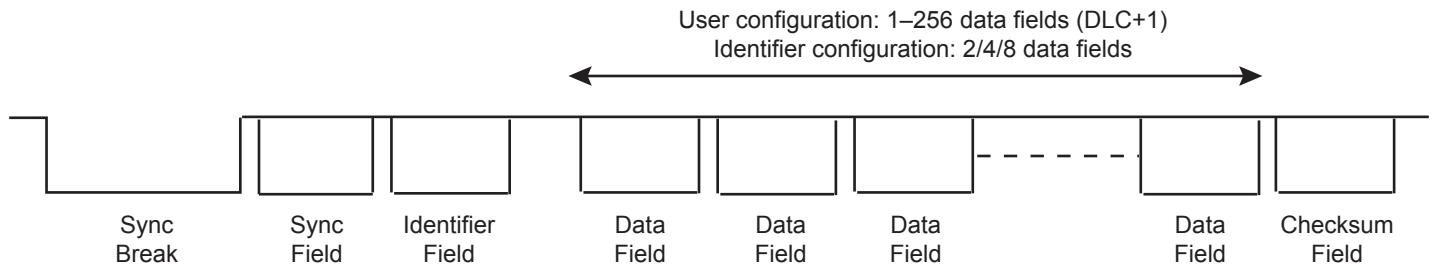 User configuration: 1–256 data fields (DLC+1)
Identifier configuration: 2/4/8 data fields
Sync Break
Sync Field
Identifier Field
Data Field
Data Field
Data Field
Data Field
Checksum Field